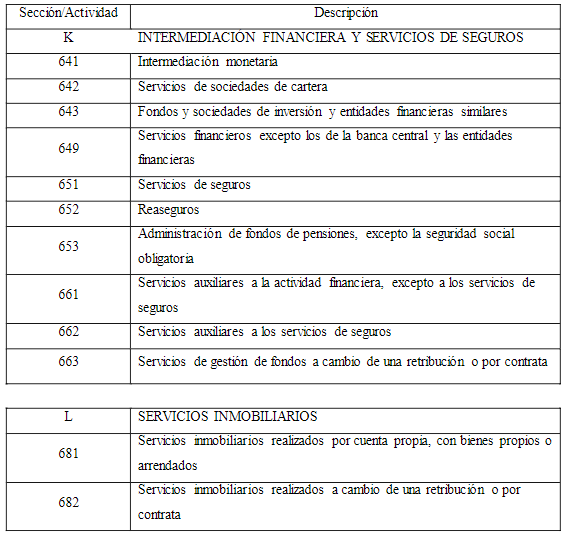 Sección/Actividad Descripción
K INTERMEDIACIÓN FINANCIERA Y SERVICIOS DE SEGUROS
641 Intermediación monetaria
642 Servicios de sociedades de cartera
643 Fondos y sociedades de inversión y entidades financieras similares
649 Servicios financieros excepto los de la banca central y las entidades
financieras
651 Servicios de seguros
652 Reaseguros
653 Administración de fondos de pensiones, excepto la seguridad social
obligatoria
661 Servicios auxiliares a la actividad financiera, excepto a los servicios de
seguros
662 Servicios auxiliares a los servicios de seguros
663 Servicios de gestión de fondos a cambio de una retribución o por contrata
L SERVICIOS INMOBILIARIOS
681 Servicios inmobiliarios realizados por cuenta propia, con bienes propios o
arrendados
682 Servicios inmobiliarios realizados a cambio de una retribución o por
contrata